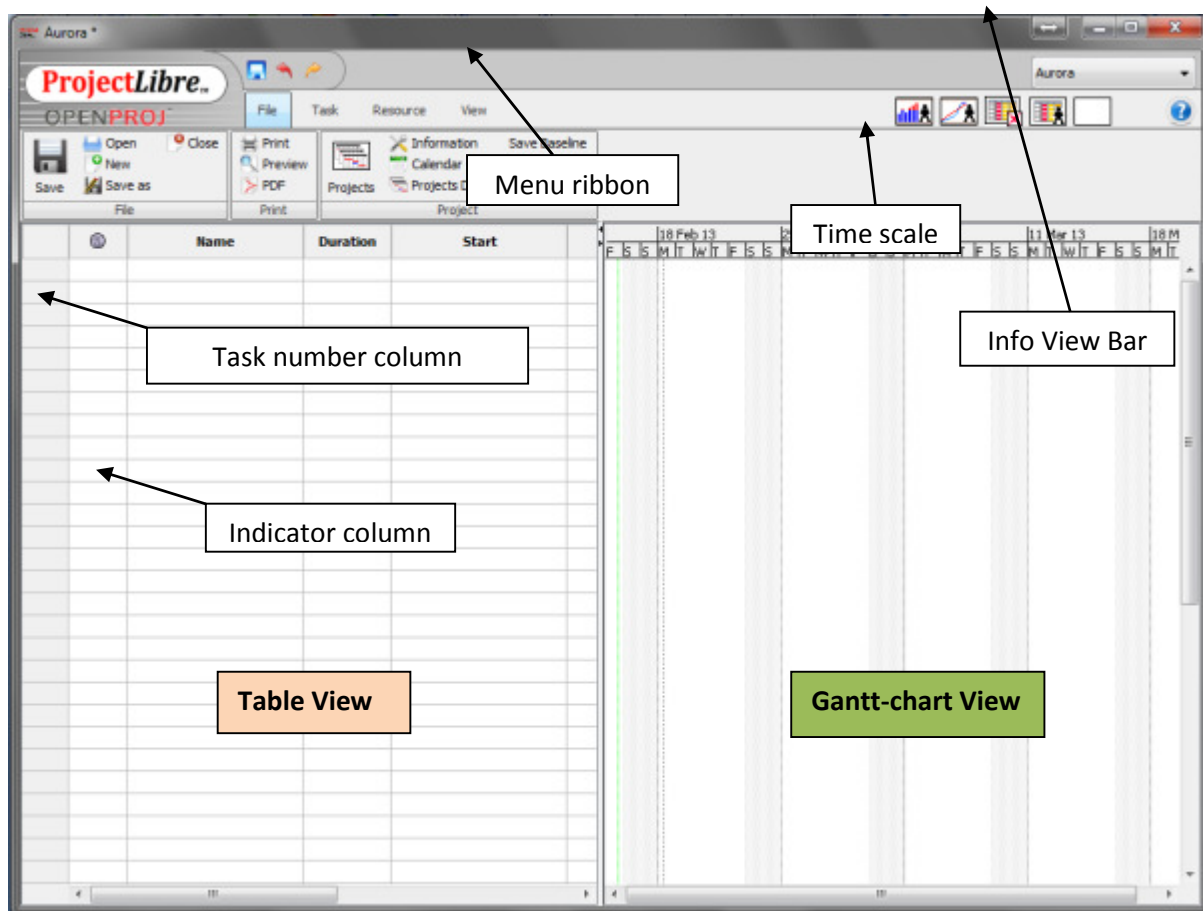 Aurora *
Aurora
ProjectLibre
OPENPROJ
File Task Resource View
Save
Open
New
Save as
Close
Print
Preview
PDF
Projects
Information
Calendar
Projects
Save Baseline
File Print Project
Menu ribbon
Time scale
Name Duration Start
18 Feb 13
11 Mar 13
18 M
F S S M T W T F S S
F S S M T W T F S S M T
Info View Bar
Task number column
Indicator column
Table View
Gantt-chart View